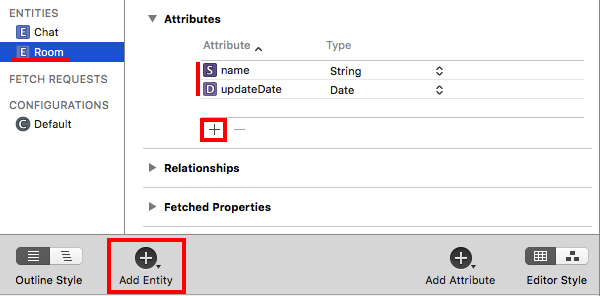 ENTITIES
E Chat
E Room
FETCH REQUESTS
CONFIGURATIONS
C Default
Attributes
Attribute Type
S name String
D updateDate Date
Relationships
Fetched Properties
Outline Style
Add Entity
Add Attribute
Editor Style